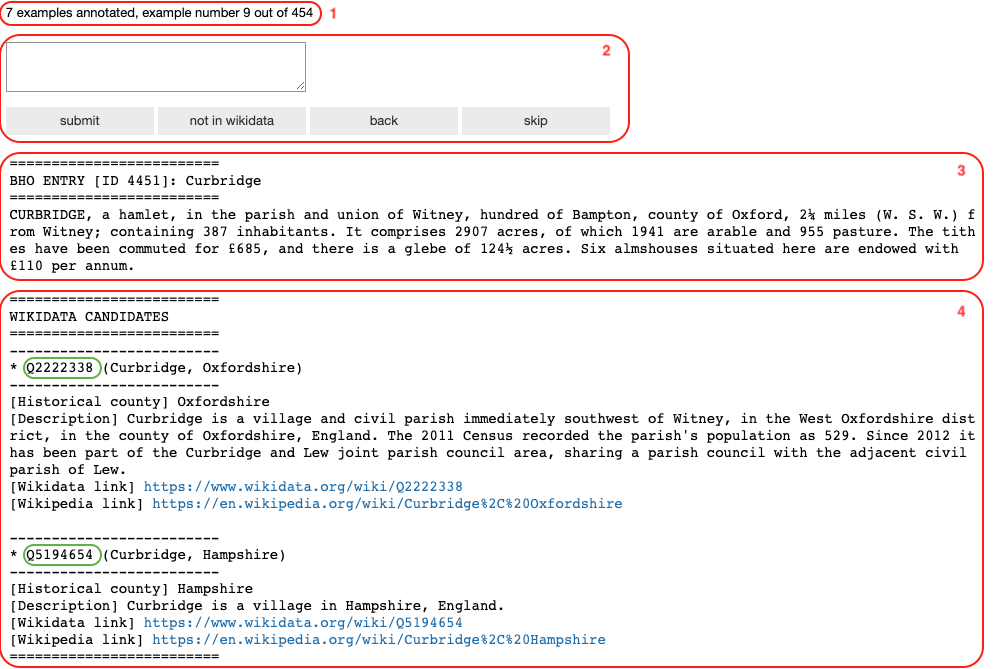 7 examples annotated, example number 9 out of 454 1
2
submit not in wikidata back skip
=========================
3
BHO ENTRY [ID 4451]: Curbridge
=========================
CURBRIDGE, a hamlet, in the parish and union of Witney, hundred of Bampton, county of Oxford, 2¼ miles (W. S. W.) f
rom Witney; containing 387 inhabitants. It comprises 2907 acres, of which 1941 are arable and 955 pasture. The tith
es have been commuted for £685, and there is a glebe of 124½ acres. Six almshouses situated here are endowed with
£110 per annum.
=========================
4
WIKIDATA CANDIDATES
=========================
-------------------------
* Q2222338 (Curbridge, Oxfordshire)
-------------------------
[Historical county] Oxfordshire
[Description] Curbridge is a village and civil parish immediately southwest of Witney, in the West Oxfordshire dist
rict, in the county of Oxfordshire, England. The 2011 Census recorded the parish's population as 529. Since 2012 it
has been part of the Curbridge and Lew joint parish council area, sharing a parish council with the adjacent civil
parish of Lew.
[Wikidata link] https://www.wikidata.org/wiki/Q2222338
[Wikipedia link] https://en.wikipedia.org/wiki/Curbridge%2C%20Oxfordshire
-------------------------
* Q5194654 (Curbridge, Hampshire)
-------------------------
[Historical county] Hampshire
[Description] Curbridge is a village in Hampshire, England.
[Wikidata link] https://www.wikidata.org/wiki/Q5194654
[Wikipedia link] https://en.wikipedia.org/wiki/Curbridge%2C%20Hampshire
=========================